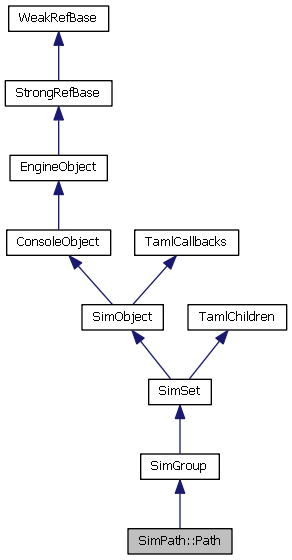 WeakRefBase
StrongRefBase
EngineObject
ConsoleObject
TamlCallbacks
SimObject
TamlChildren
SimSet
SimGroup
SimPath::Path